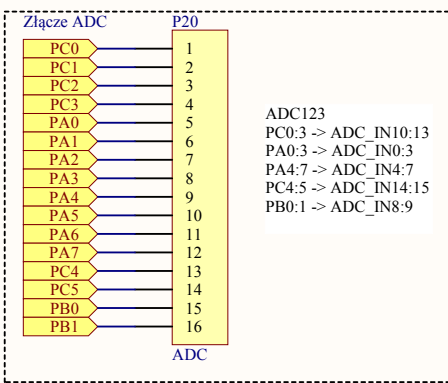 Złącze ADC P20
PC0 1
PC1 2
PC2 3
PC3 4
PA0 5
PA1 6
PA2 7
PA3 8
PA4 9
PA5 10
PA6 11
PA7 12
PC4 13
PC5 14
PB0 15
PB1 16
ADC
ADC123
PC0:3 -> ADC_IN10:13
PA0:3 -> ADC_IN0:3
PA4:7 -> ADC_IN4:7
PC4:5 -> ADC_IN14:15
PB0:1 -> ADC_IN8:9